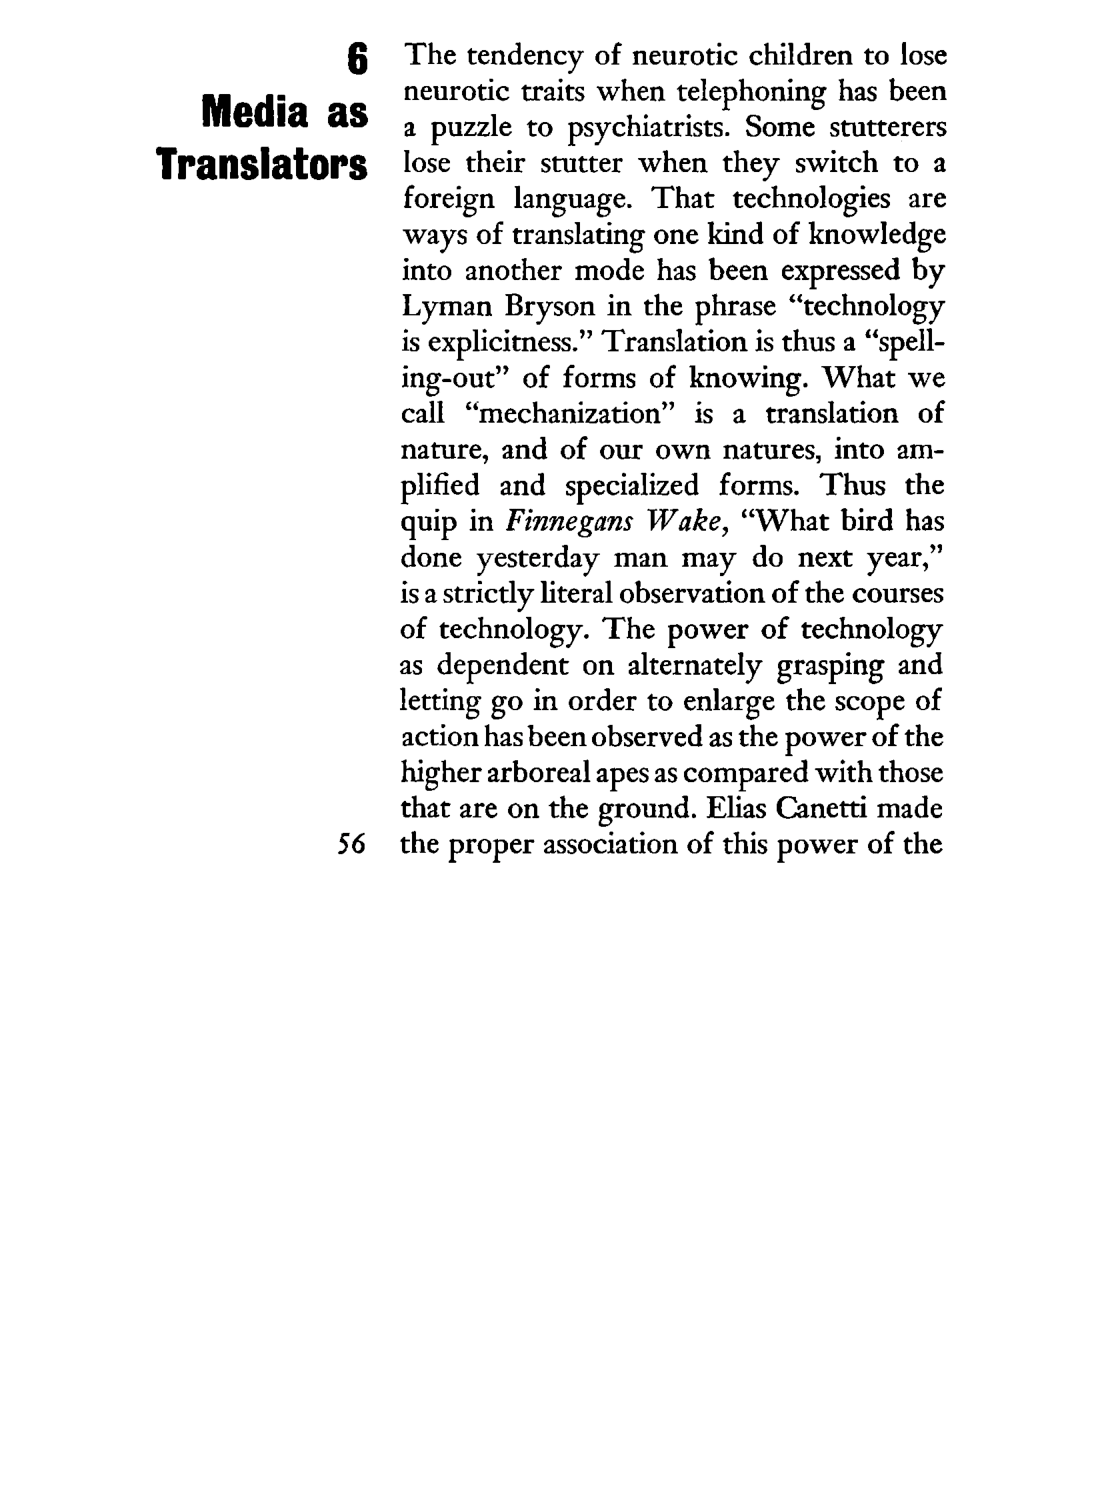 6
Media as
Translators
The tendency of neurotic children to lose
neurotic traits when telephoning has been
a puzzle to psychiatrists. Some stutterers
lose their stutter when they switch to a
foreign language. That technologies are
ways of translating one kind of knowledge
into another mode has been expressed by
Lyman Bryson in the phrase “technology
is explicitness.” Translation is thus a “spell-
ing-out” of forms of knowing. What we
call “mechanization” is a translation of
nature, and of our own natures, into am-
plified and specialized forms. Thus the
quip in Finnegans Wake, “What bird has
done yesterday man may do next year,”
is a strictly literal observation of the courses
of technology. The power of technology
as dependent on alternately grasping and
letting go in order to enlarge the scope of
action has been observed as the power of the
higher arboreal apes as compared with those
that are on the ground. Elias Canetti made
the proper association of this power of the
56